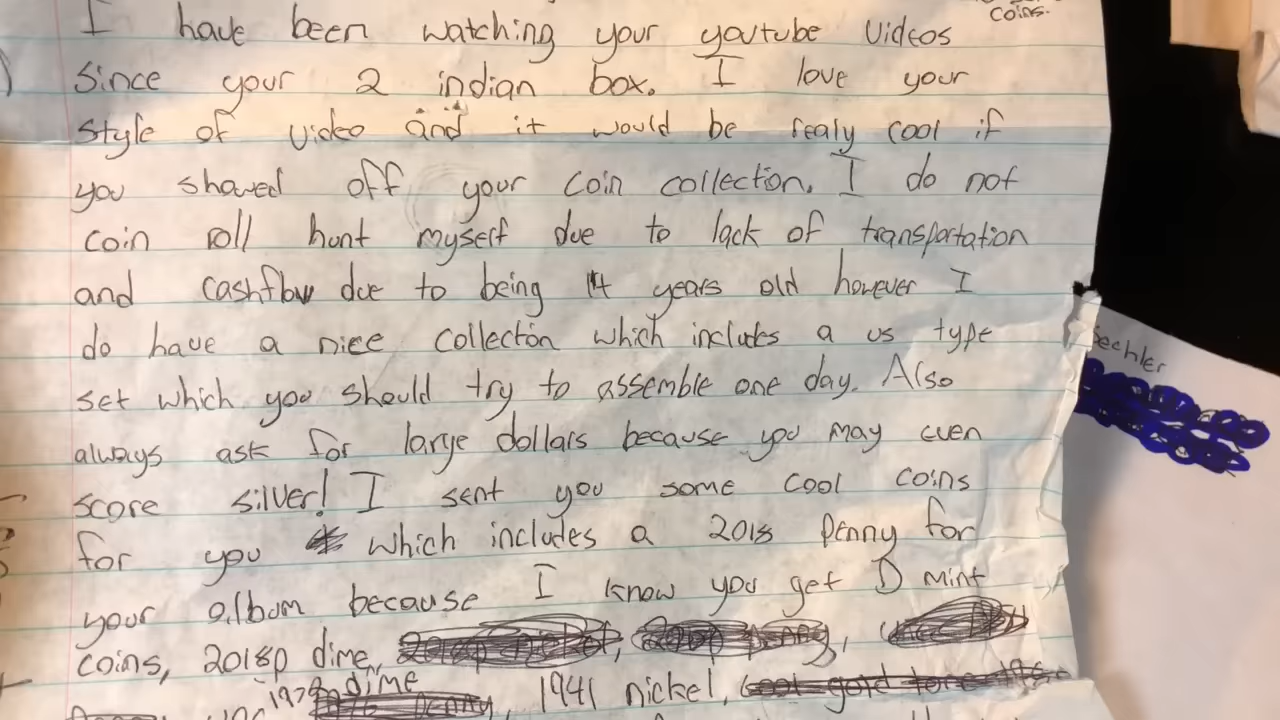 coins.
I have been watching your youtube videos
Since your 2 indian box. I love your
style of video and it would be realy cool if
you showed off your coin collection. I do not
coin roll hunt myself due to lack of transportation
and cashflow due to being 14 years old however I
do have a nice collection which includes a us type
set which you should try to assemble one day. Also
always ask for large dollars because you may even
score silver! I sent you some cool coins
for you which includes a 2018 penny for
your album because I know you get D mint
coins, 2018p dime,
1979 dime
1941 nickel,
echler